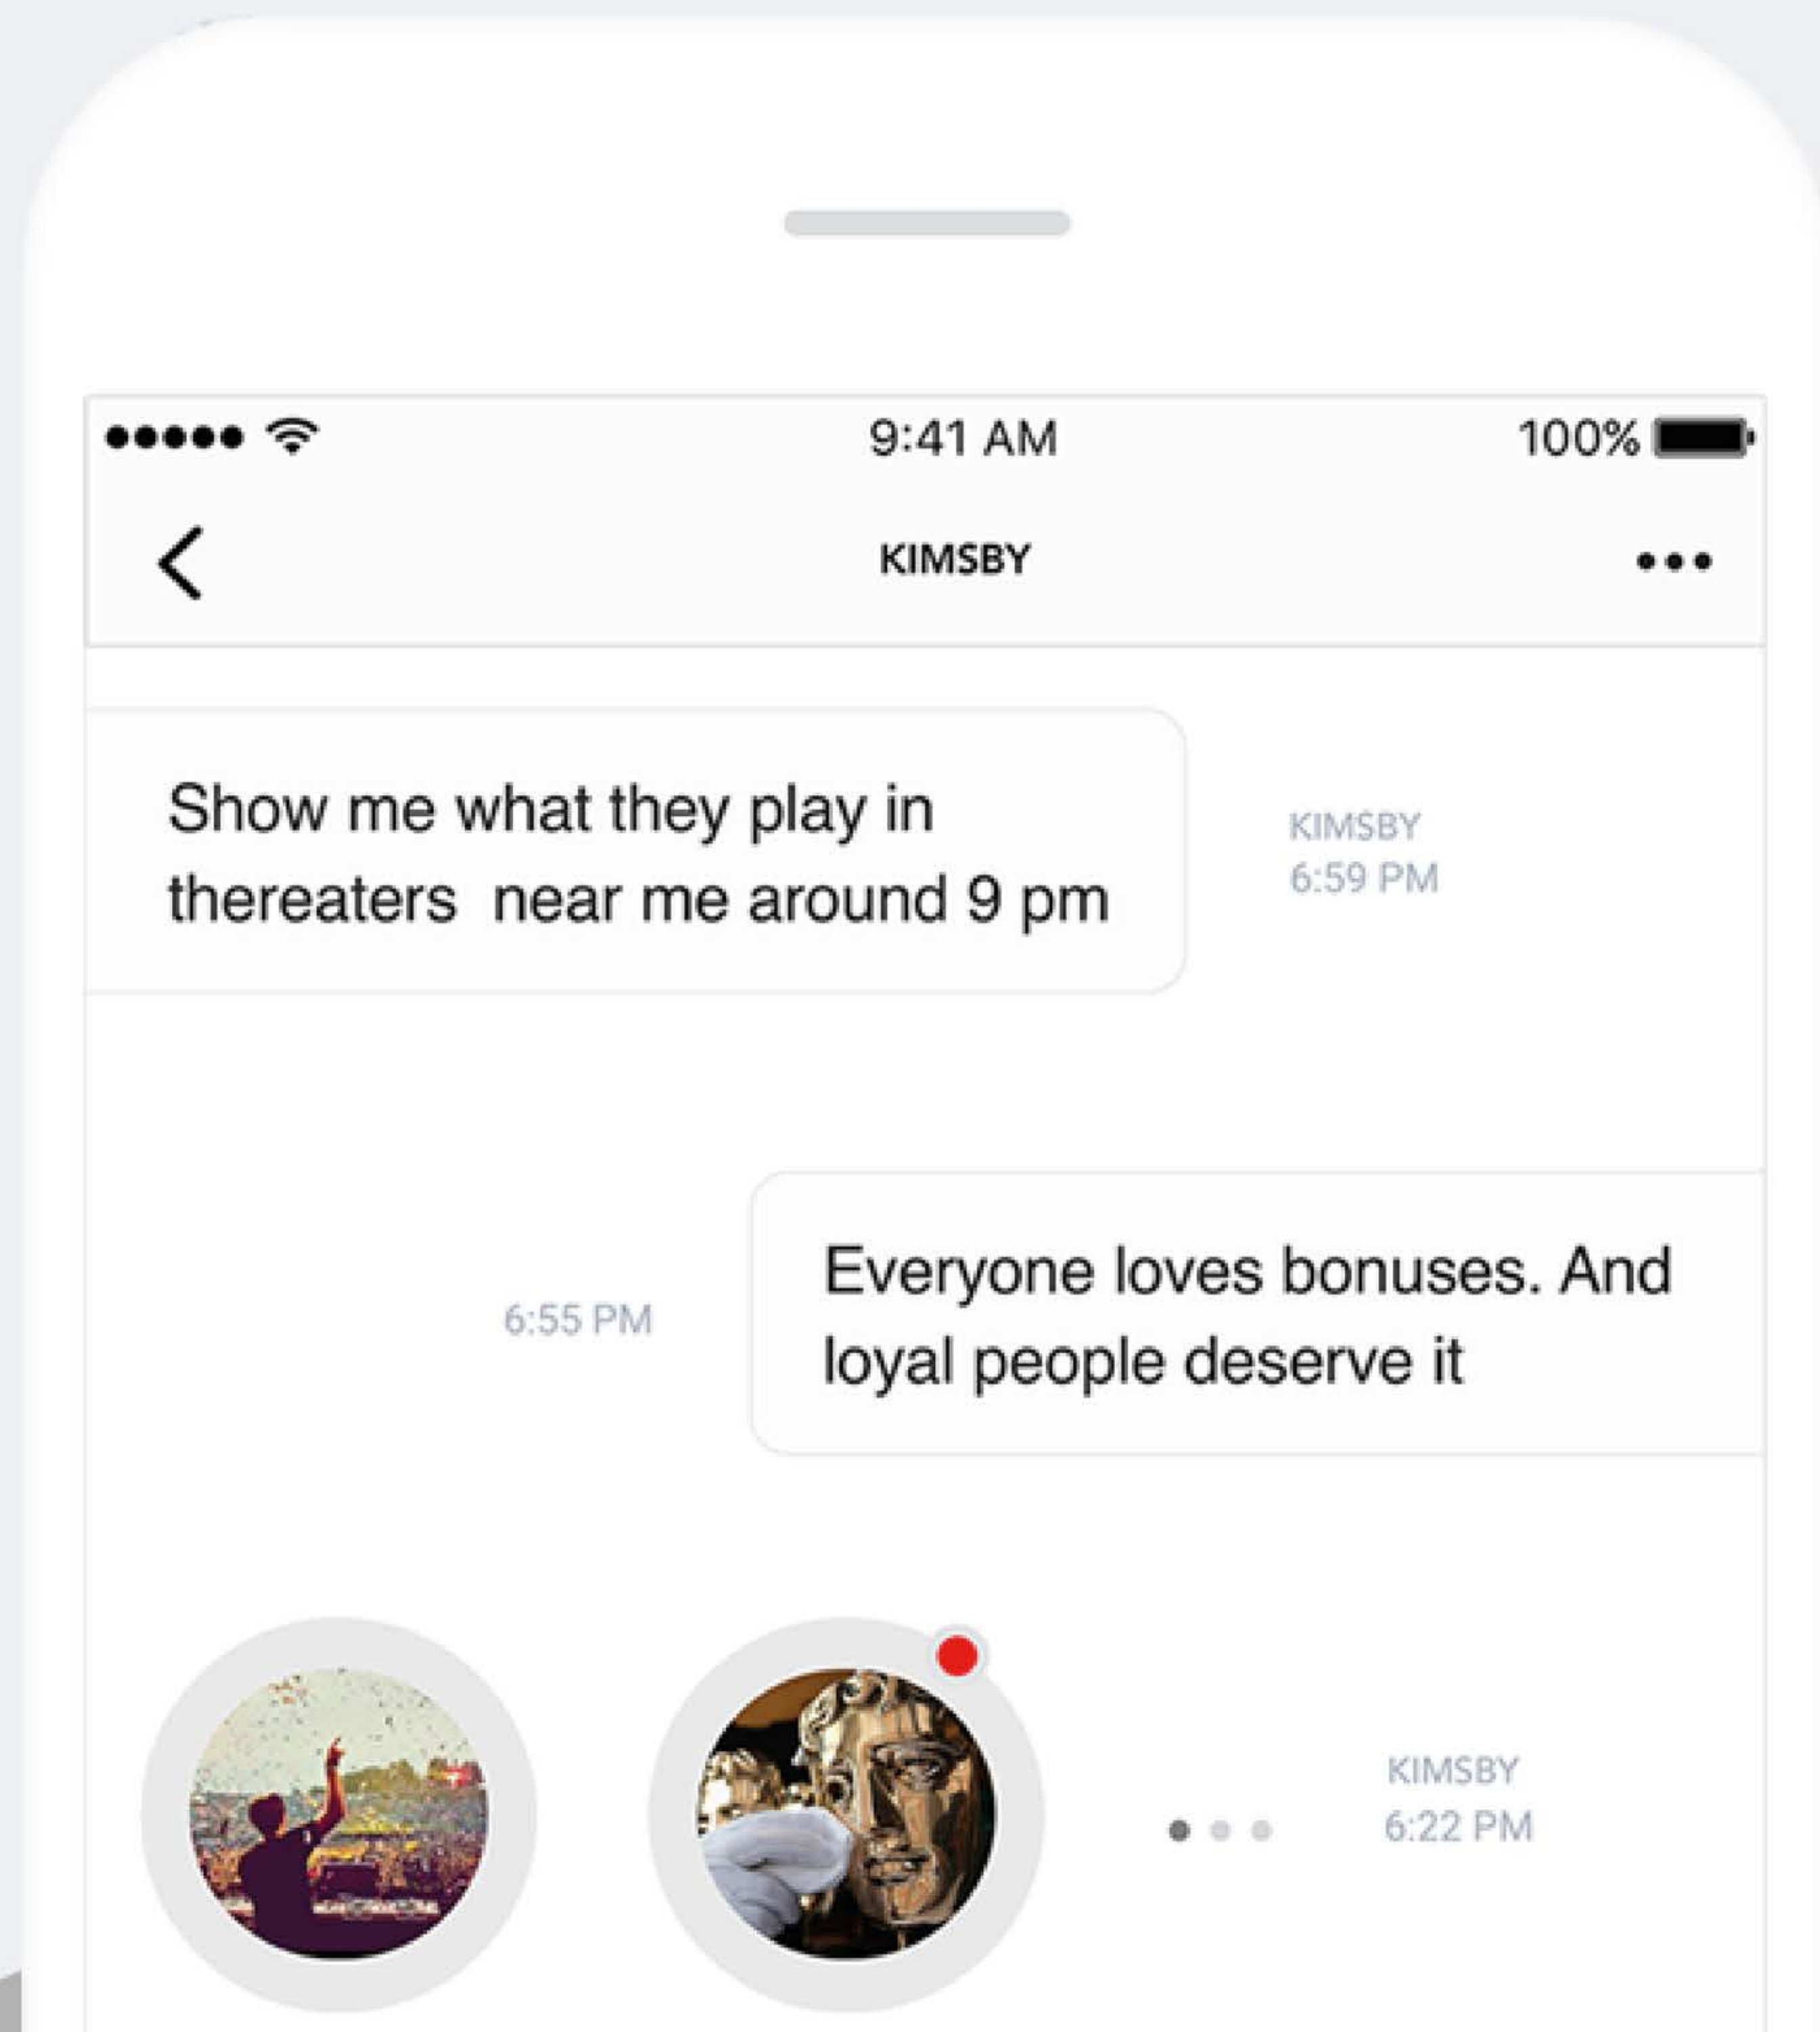 9:41 AM 100%
KIMSBY
Show me what they play in
thereaters  near me around 9 pm
KIMSBY
6:59 PM
6:55 PM
Everyone loves bonuses. And
loyal people deserve it
KIMSBY
6:22 PM